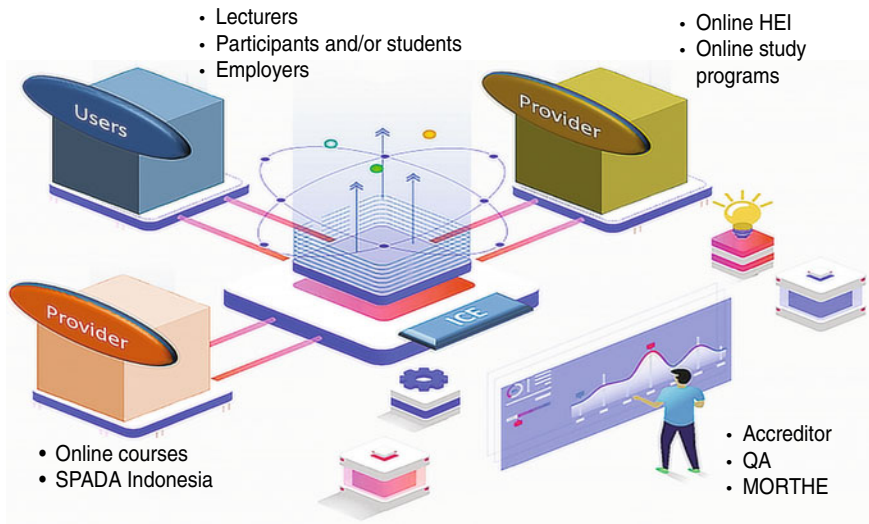 • Lecturers
• Participants and/or students
• Employers
• Online HEI
• Online study
programs
Users
Provider
Provider
ICE
• Online courses
• SPADA Indonesia
• Accreditor
• QA
• MORTHE